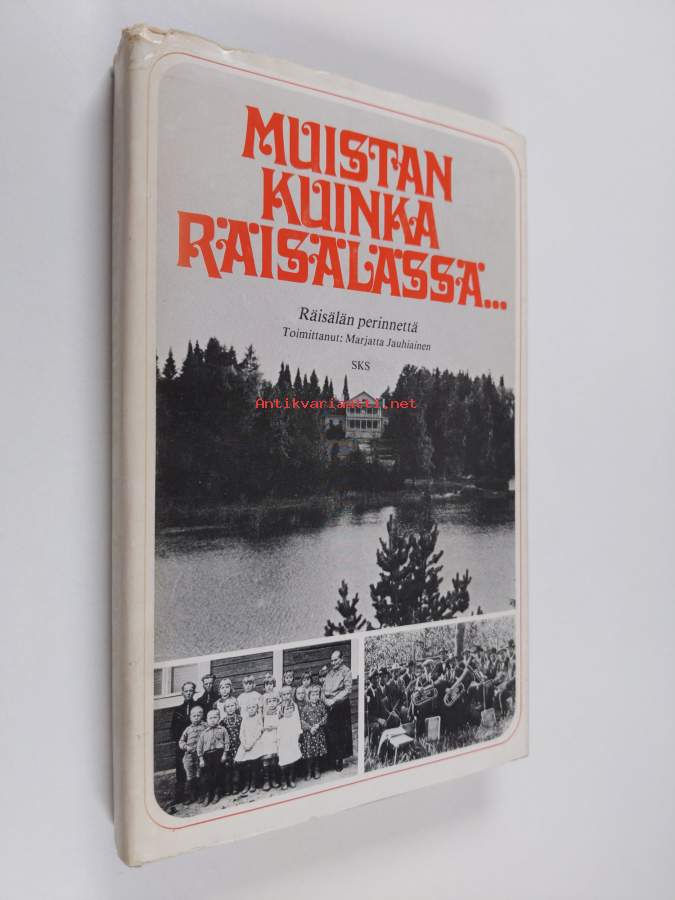 MUISTAN
KUINKA
RÄISÄLÄSSÄ...
Räisälän perinnettä
Toimittanut: Marjatta Jauhiainen
SKS
Antikvariaatti.net